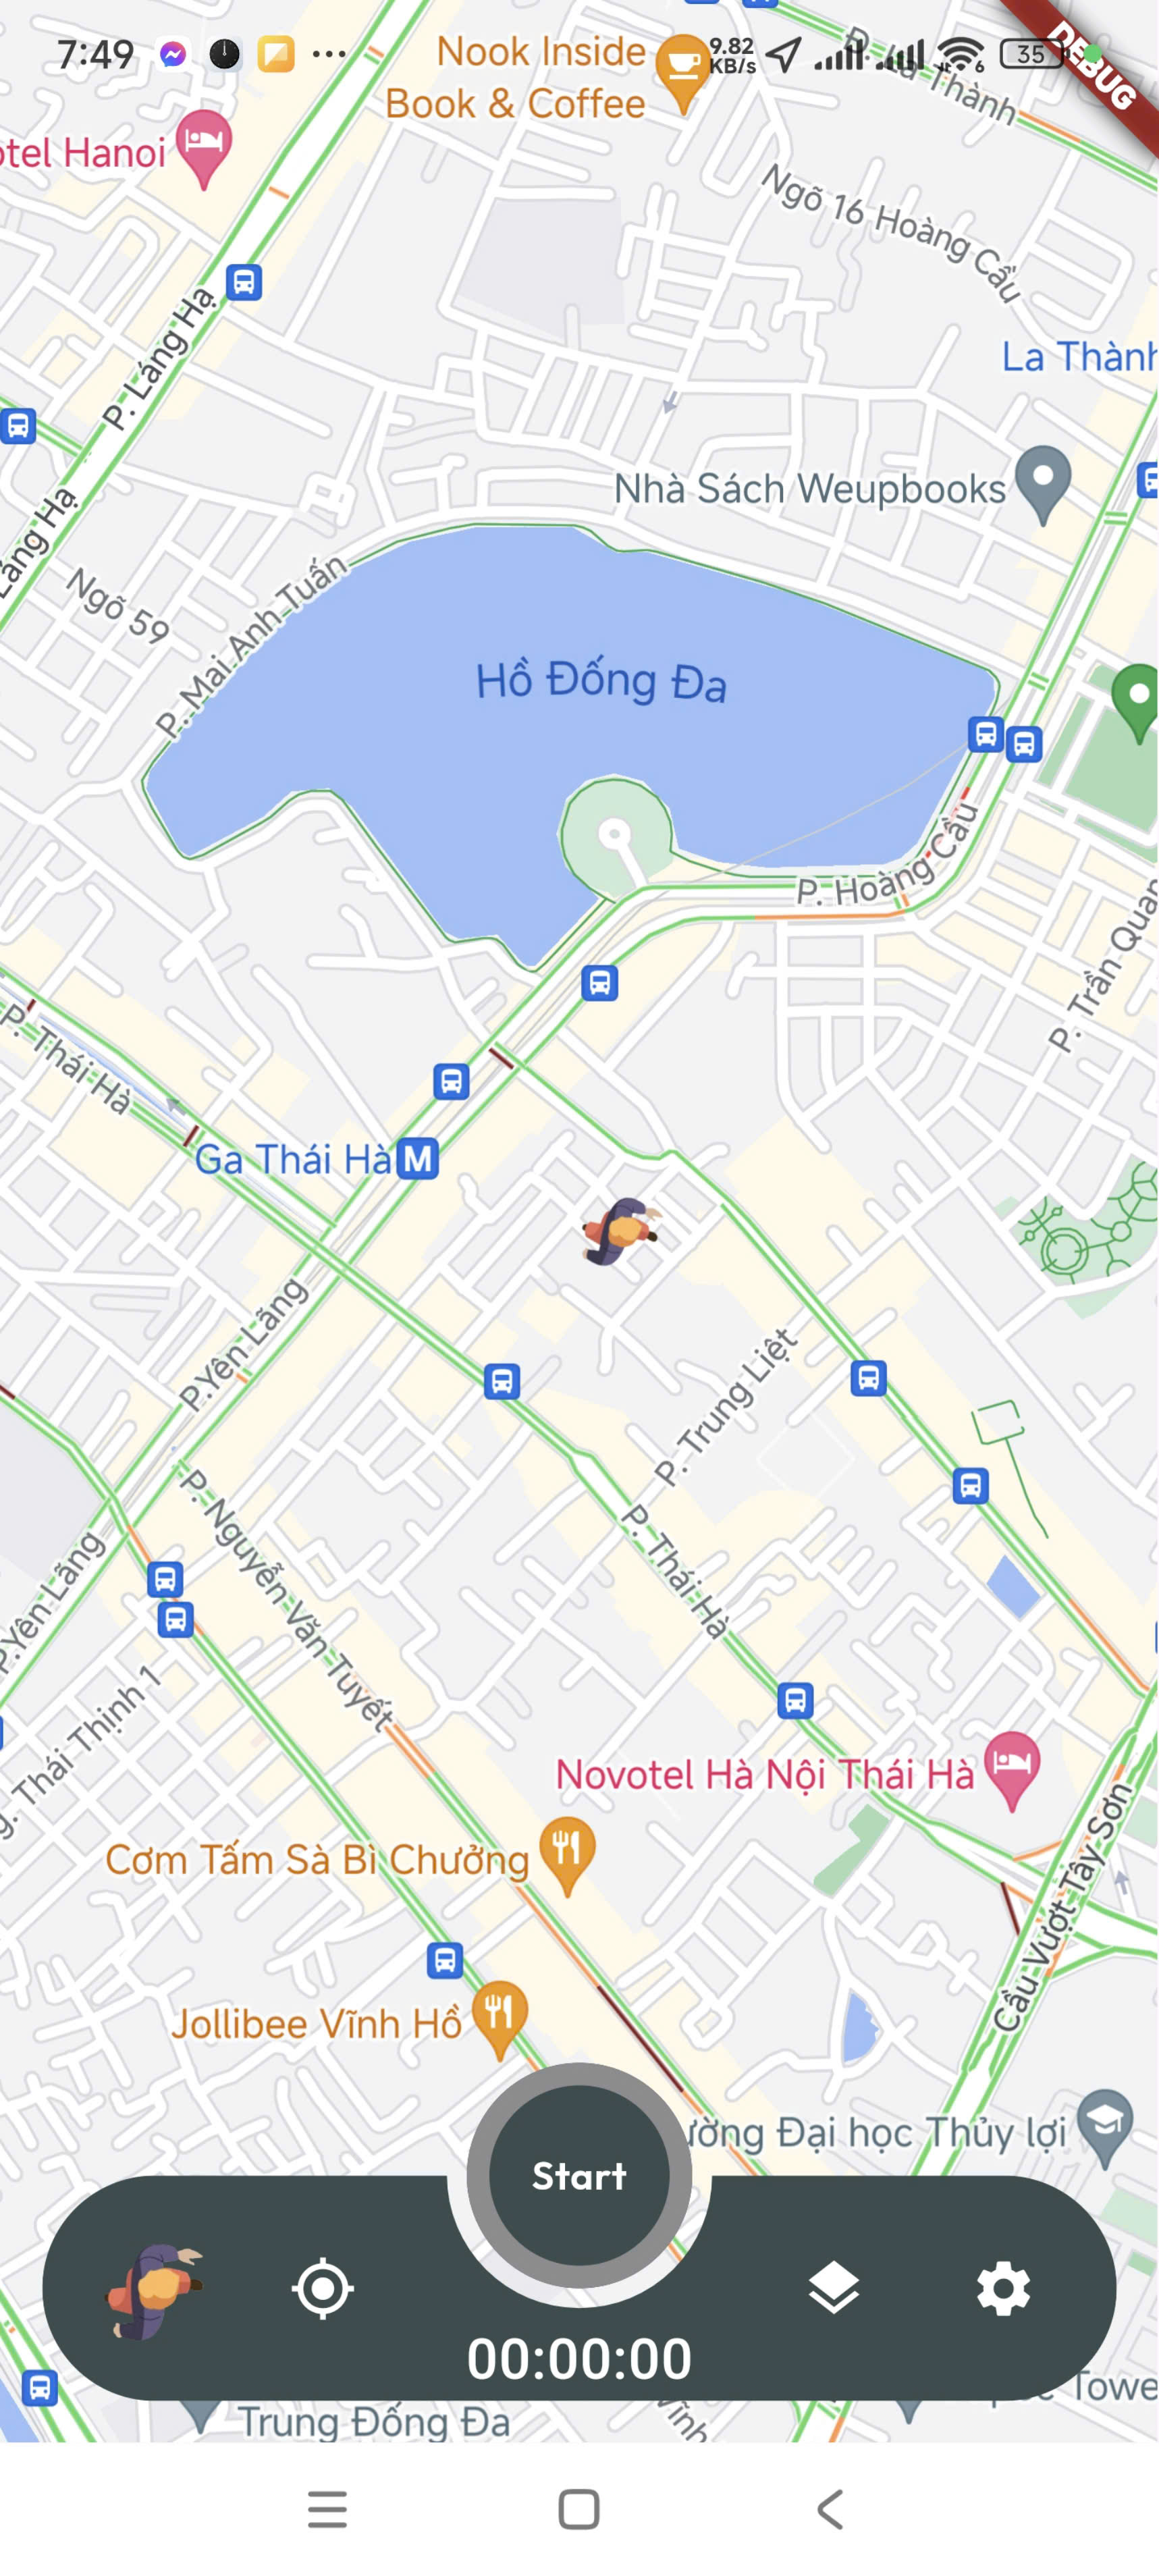 7:49
9.82
KB/s
6
35
DEBUG
Nook Inside
Book & Coffee
Đ. La Thành
otel Hanoi
Ngõ 16 Hoàng Cầu
P. Láng Hạ
La Thành
Nhà Sách Weupbooks
Láng Hạ
Ngõ 59
P. Mai Anh Tuấn
Hồ Đống Đa
P. Hoàng Cầu
P. Trần Quan
P. Thái Hà
Ga Thái Hà M
P.Yên Lãng
P. Trung Liệt
P. Nguyễn Văn Tuyết
P. Thái Hà
P.Yên Lãng
g. Thái Thịnh 1
Novotel Hà Nội Thái Hà
Cầu Vượt Tây Sơn
Cơm Tấm Sà Bì Chưởng
Jollibee Vĩnh Hồ
ường Đại học Thủy lợi
Start
00:00:00
Towe
Trung Đống Đa
Vĩnh